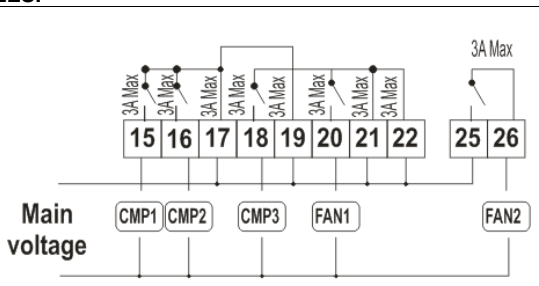 3A Max
3A Max 3A Max 3A Max 3A Max 3A Max 3A Max 3A Max
15 16 17 18 19 20 21 22 25 26
Main
voltage
CMP1 CMP2 CMP3 FAN1 FAN2